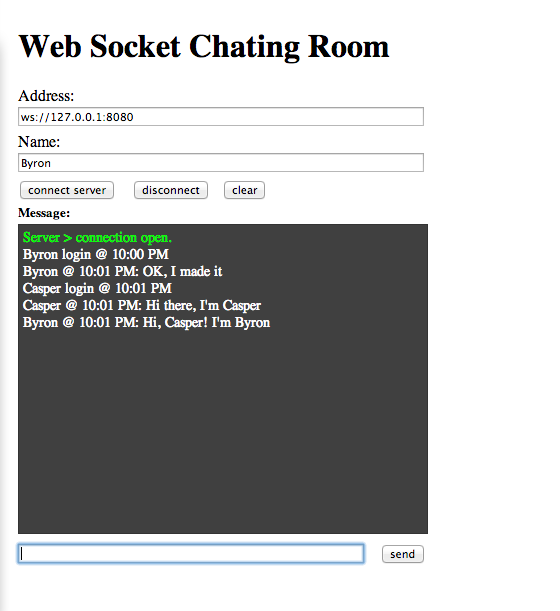 Web Socket Chating Room
Address:
ws://127.0.0.1:8080
Name:
Byron
connect server disconnect clear
Message:
Server > connection open.
Byron login @ 10:00 PM
Byron @ 10:01 PM: OK, I made it
Casper login @ 10:01 PM
Casper @ 10:01 PM: Hi there, I'm Casper
Byron @ 10:01 PM: Hi, Casper! I'm Byron
send